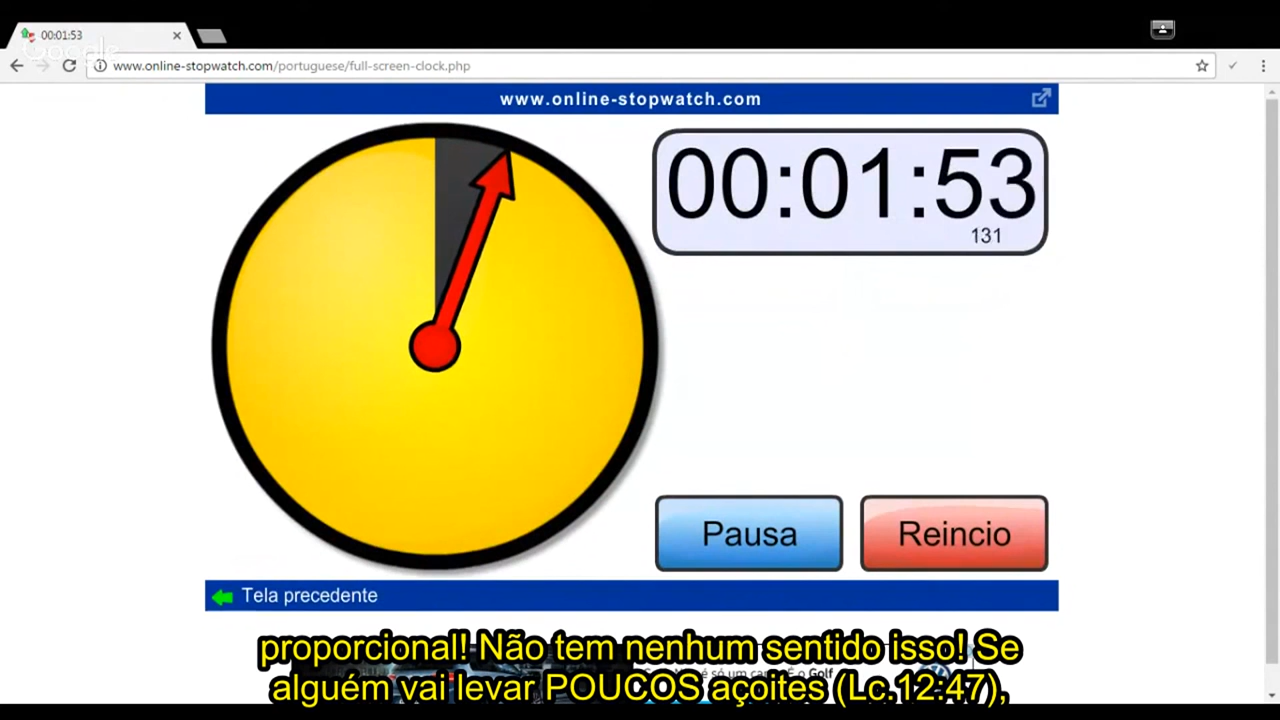 00:01:53
Google
www.online-stopwatch.com/portuguese/full-screen-clock.php
www.online-stopwatch.com
00:01:53
131
Pausa
Reincio
Tela precedente
proporcional! Não tem nenhum sentido isso! Se
alguém vai levar POUCOS açoites (Lc.12:47),